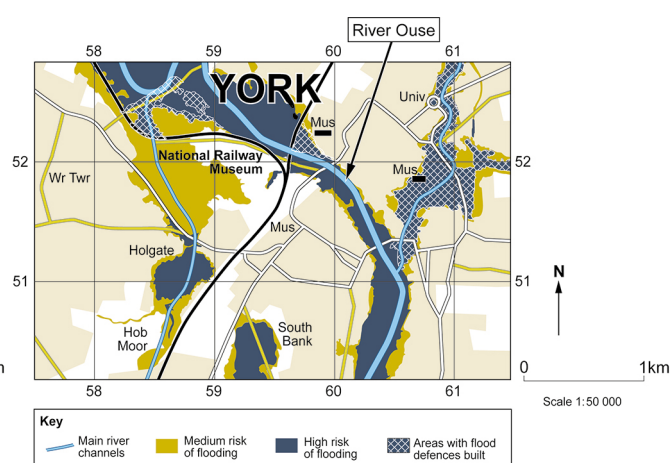 River Ouse
58
59
60
61
YORK
Univ
Mus
52
52
National Railway
Museum
Mus
Wr Twr
Mus
Holgate
51
51
N
Hob
Moor
South
Bank
m
0
1km
58
59
60
61
Scale 1:50 000
Key
Main river
channels
Medium risk
of flooding
High risk
of flooding
Areas with flood
defences built